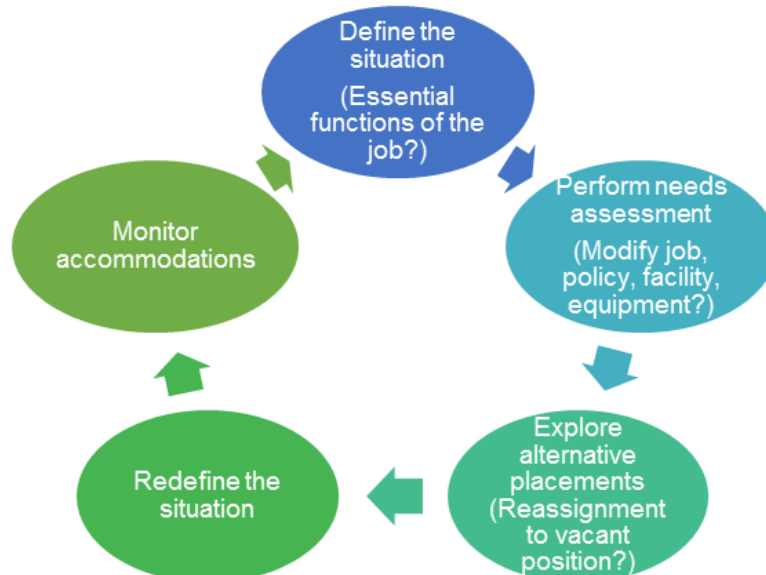 Define the
situation
(Essential
functions of the
job?)
Perform needs
assessment
(Modify job,
policy, facility,
equipment?)
Explore
alternative
placements
(Reassignment
to vacant
position?)
Redefine the
situation
Monitor
accommodations